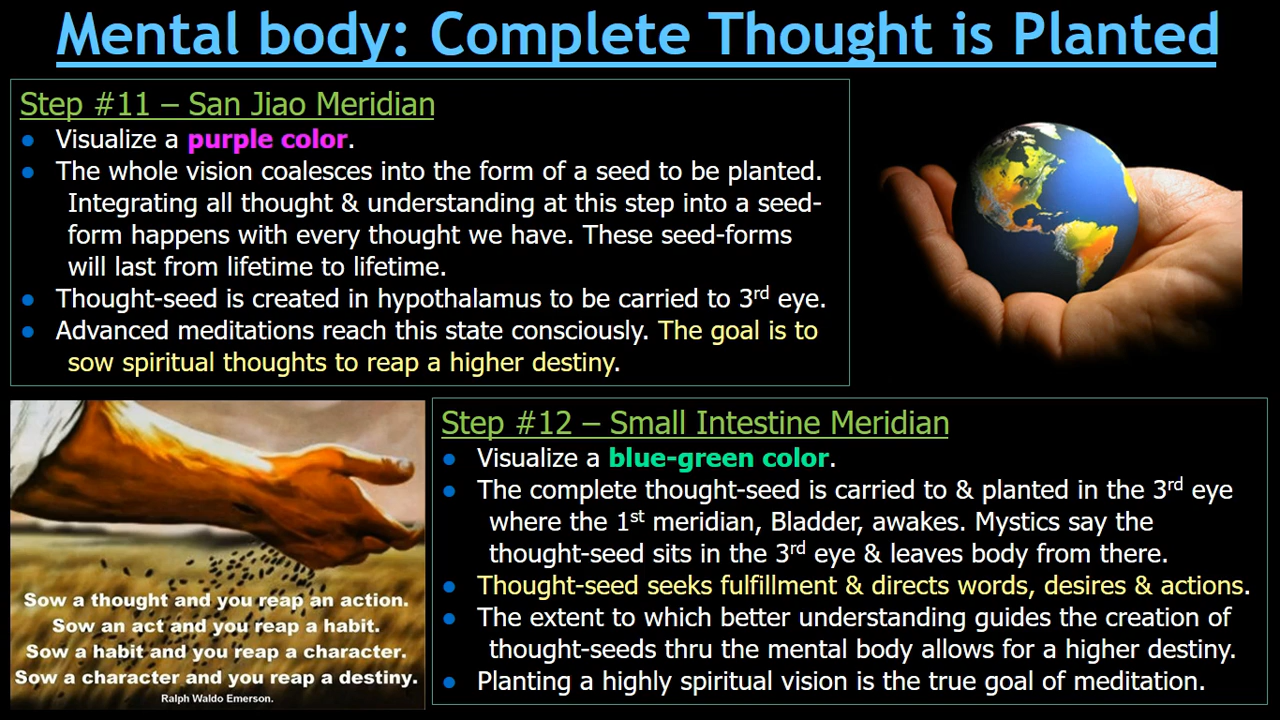 Mental body: Complete Thought is Planted
Step #11 – San Jiao Meridian
● Visualize a purple color.
● The whole vision coalesces into the form of a seed to be planted.
Integrating all thought & understanding at this step into a seed-
form happens with every thought we have. These seed-forms
will last from lifetime to lifetime.
● Thought-seed is created in hypothalamus to be carried to 3rd eye.
● Advanced meditations reach this state consciously. The goal is to
sow spiritual thoughts to reap a higher destiny.
Sow a thought and you reap an action.
Sow an act and you reap a habit.
Sow a habit and you reap a character.
Sow a character and you reap a destiny.
Ralph Waldo Emerson.
Step #12 – Small Intestine Meridian
● Visualize a blue-green color.
● The complete thought-seed is carried to & planted in the 3rd eye
where the 1st meridian, Bladder, awakes. Mystics say the
thought-seed sits in the 3rd eye & leaves body from there.
● Thought-seed seeks fulfillment & directs words, desires & actions.
● The extent to which better understanding guides the creation of
thought-seeds thru the mental body allows for a higher destiny.
● Planting a highly spiritual vision is the true goal of meditation.